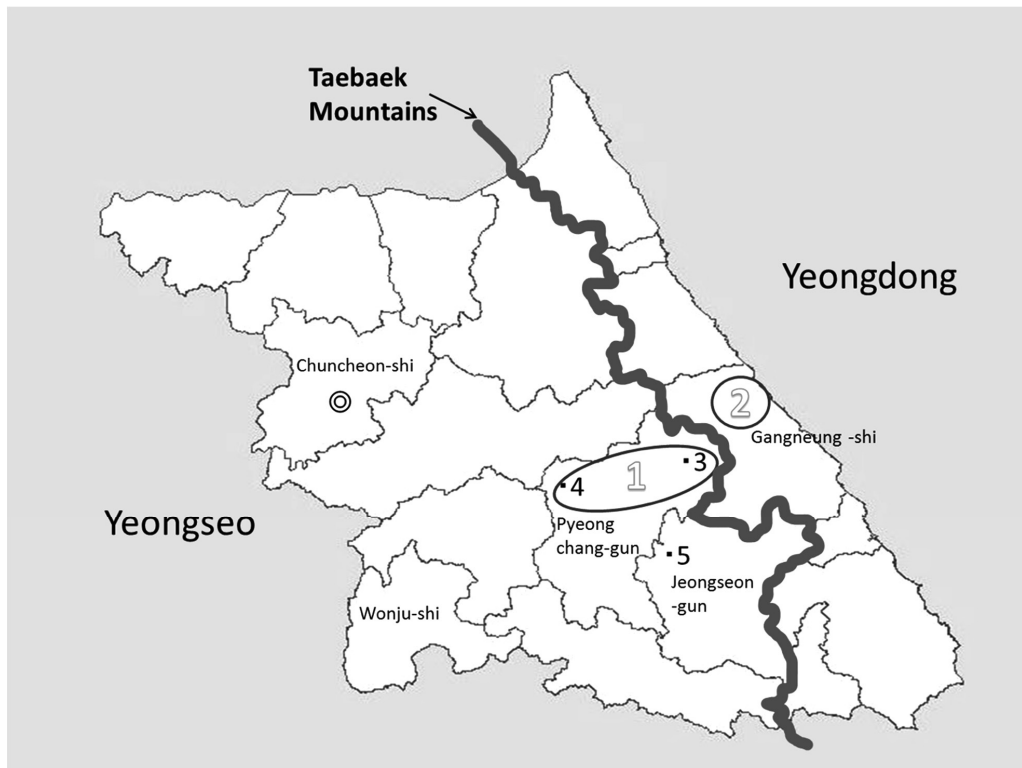 Taebaek
Mountains
Yeongdong
Chuncheon-shi
2
Gangneung -shi
3
1
4
Yeongseo
Pyeong
chang-gun
5
Jeongseon
-gun
Wonju-shi